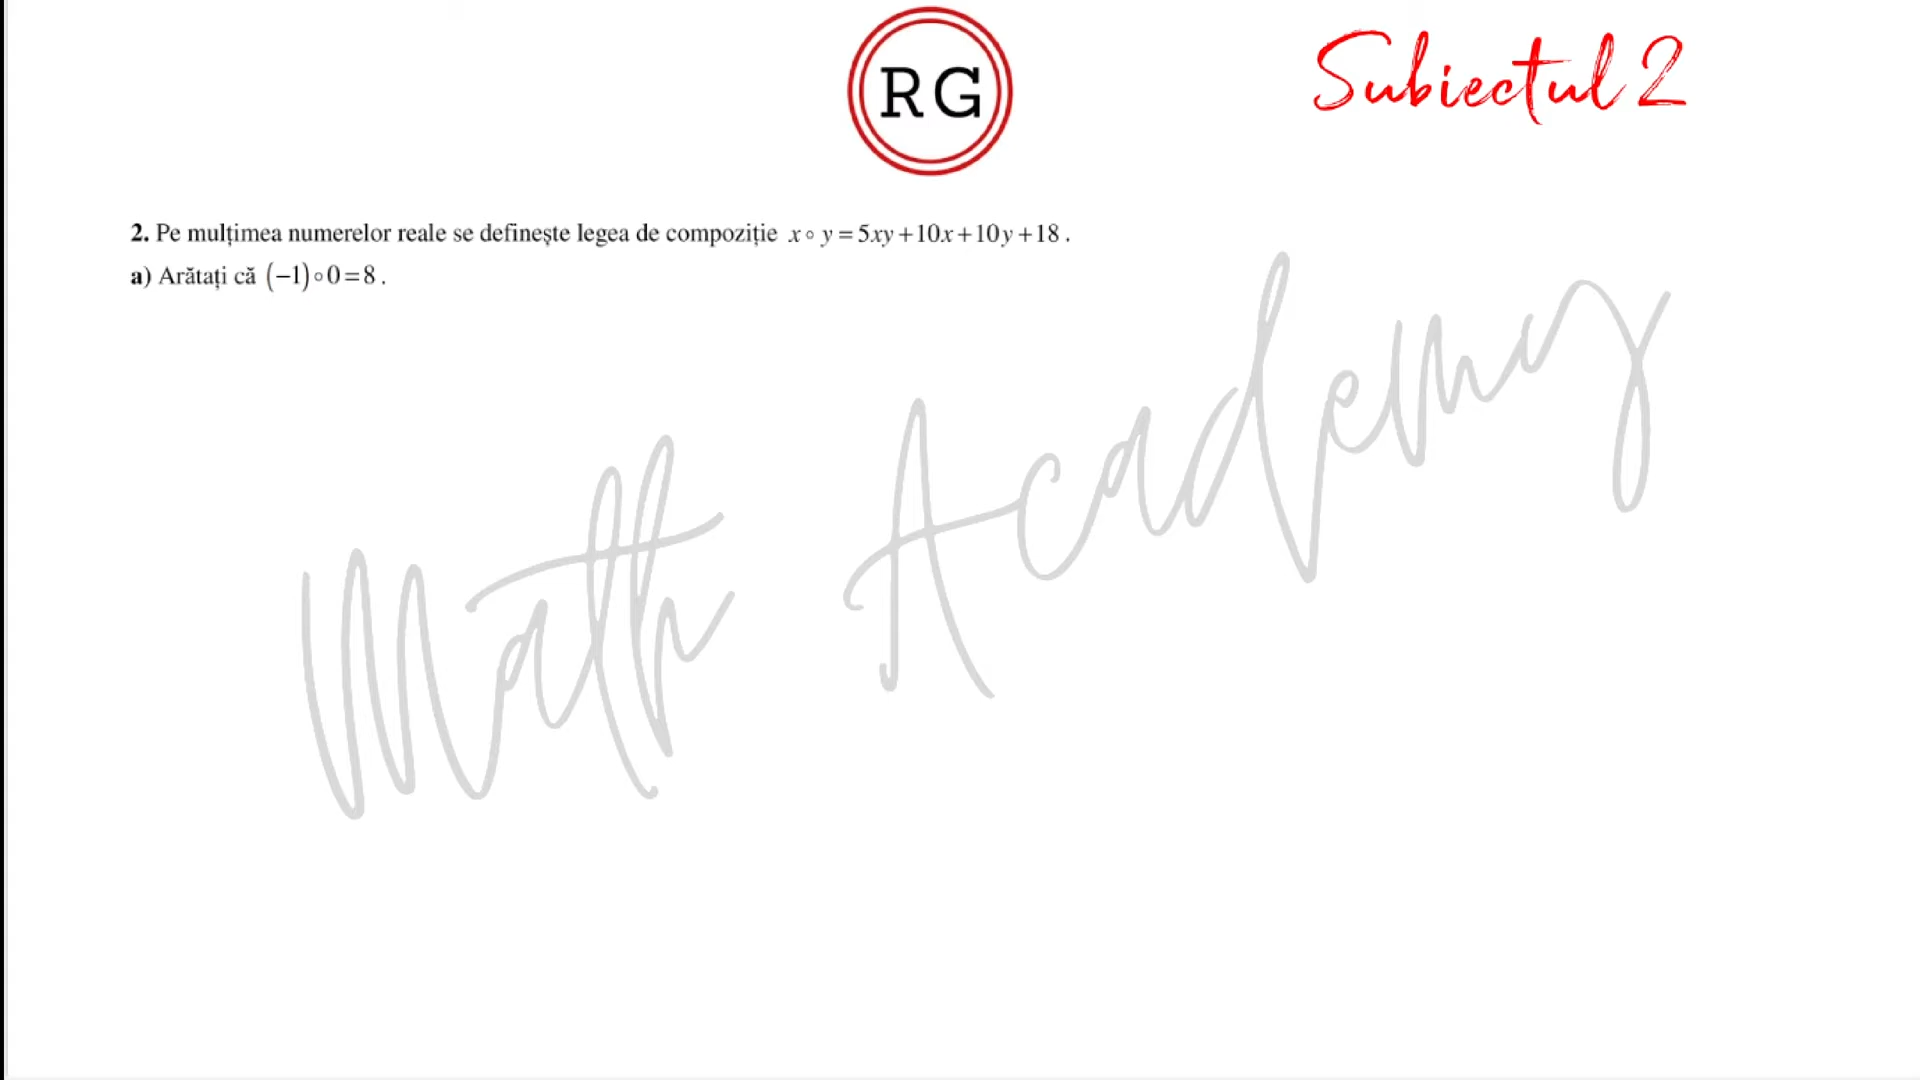 RG
Subiectul 2
2. Pe mulțimea numerelor reale se definește legea de compoziție x∘y=5xy+10x+10y+18.
a) Arătați că (−1)∘0=8.
Math Academy